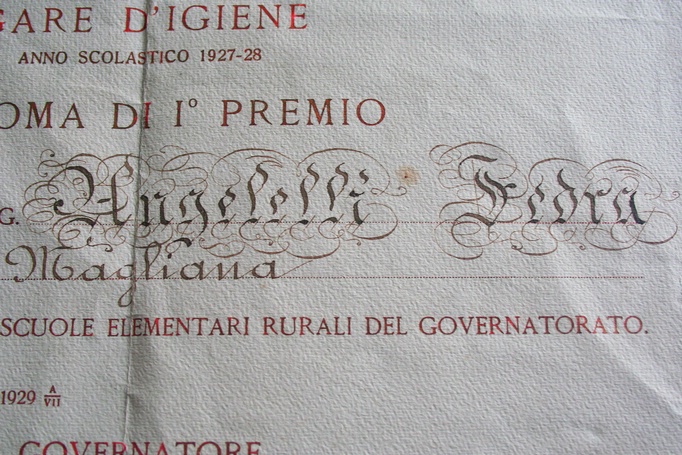 GARE D'IGIENE
ANNO SCOLASTICO 1927-28
OMA DI Iº PREMIO
G. Angelelli Fedra
Magliana
SCUOLE ELEMENTARI RURALI DEL GOVERNATORATO.
1929 A/VII
GOVERNATORE